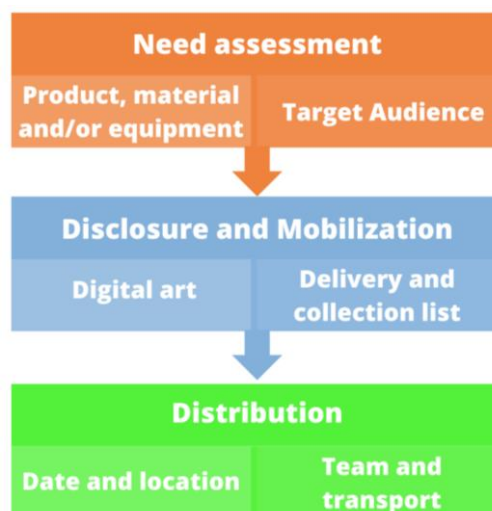 Need assessment
Product, material
and/or equipment
Target Audience
Disclosure and Mobilization
Digital art
Delivery and
collection list
Distribution
Date and location
Team and
transport